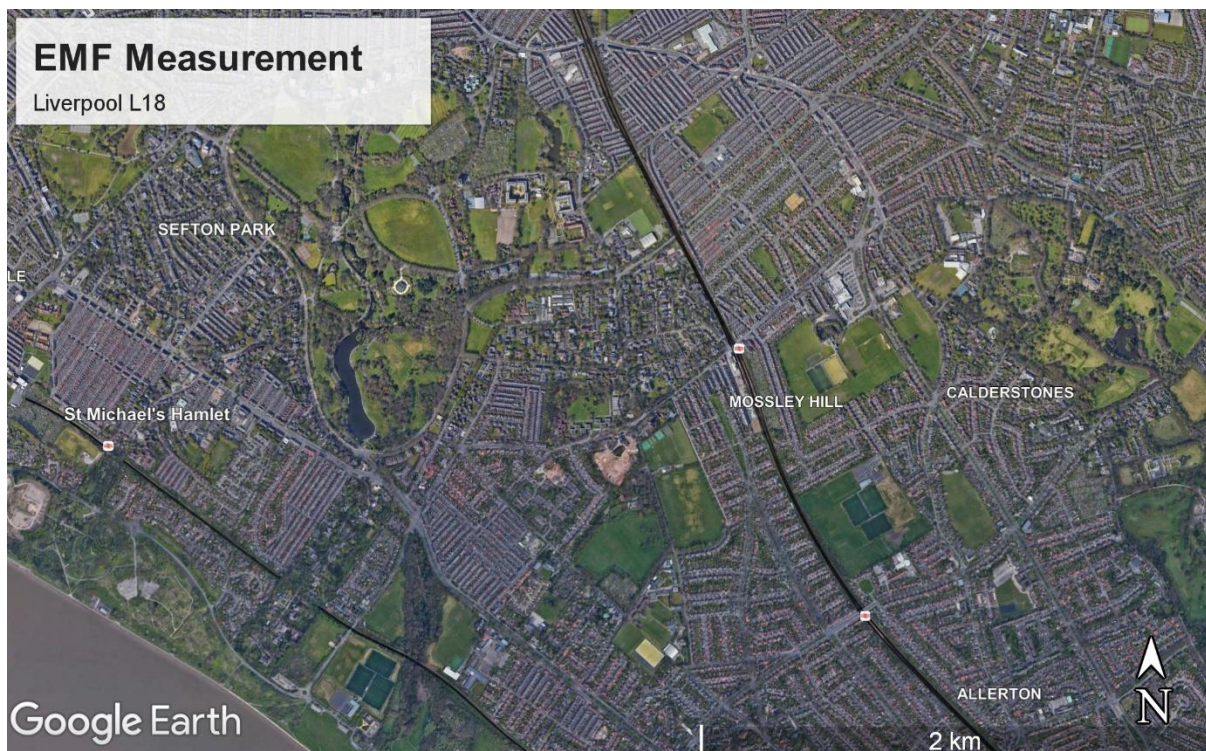 EMF Measurement
Liverpool L18
SEFTON PARK
LE
St Michael's Hamlet
MOSSLEY HILL
CALDERSTONES
ALLERTON
N
Google Earth
2 km